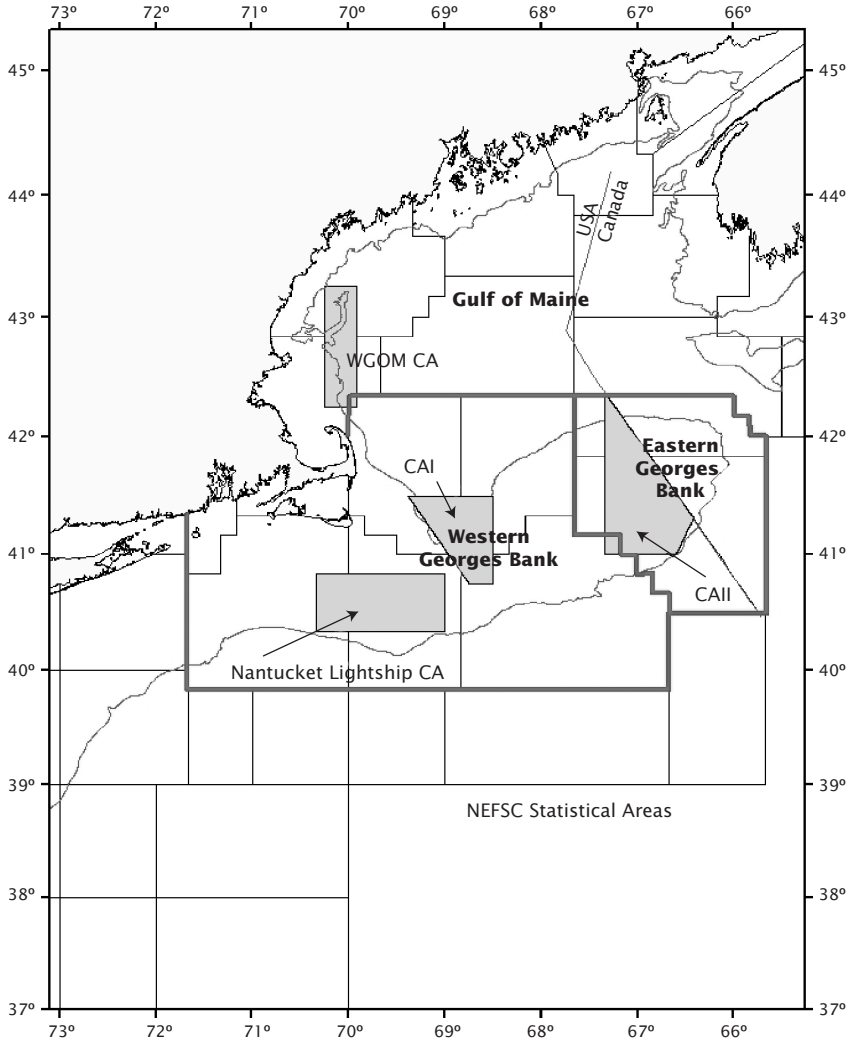 73º 72º 71º 70º 69º 68º 67º 66º
45º 45º
44º 44º
USA
Canada
Gulf of Maine
43º 43º
WGOM CA
42º 42º
Eastern
Georges
Bank
CAI
Western
Georges Bank
41º 41º
CAII
40º 40º
Nantucket Lightship CA
39º 39º
NEFSC Statistical Areas
38º 38º
37º 37º
73º 72º 71º 70º 69º 68º 67º 66º